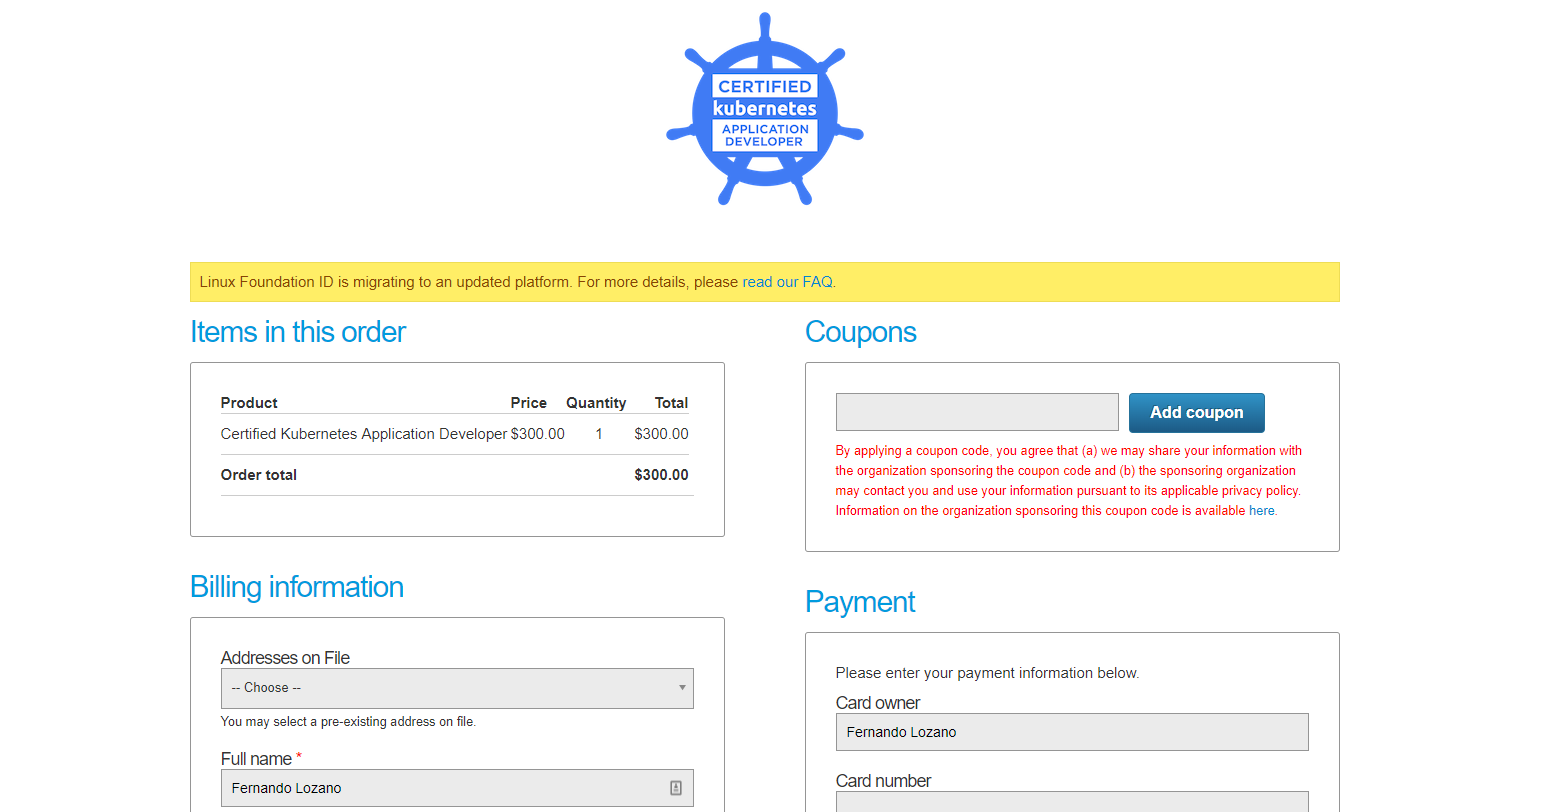 CERTIFIED
kubernetes
APPLICATION
DEVELOPER
Linux Foundation ID is migrating to an updated platform. For more details, please read our FAQ.
Items in this order
Product Price Quantity Total
Certified Kubernetes Application Developer $300.00 1 $300.00
Order total $300.00
Coupons
Add coupon
By applying a coupon code, you agree that (a) we may share your information with
the organization sponsoring the coupon code and (b) the sponsoring organization
may contact you and use your information pursuant to its applicable privacy policy.
Information on the organization sponsoring this coupon code is available here.
Billing information
Addresses on File
-- Choose --
You may select a pre-existing address on file.
Full name *
Fernando Lozano
Payment
Please enter your payment information below.
Card owner
Fernando Lozano
Card number